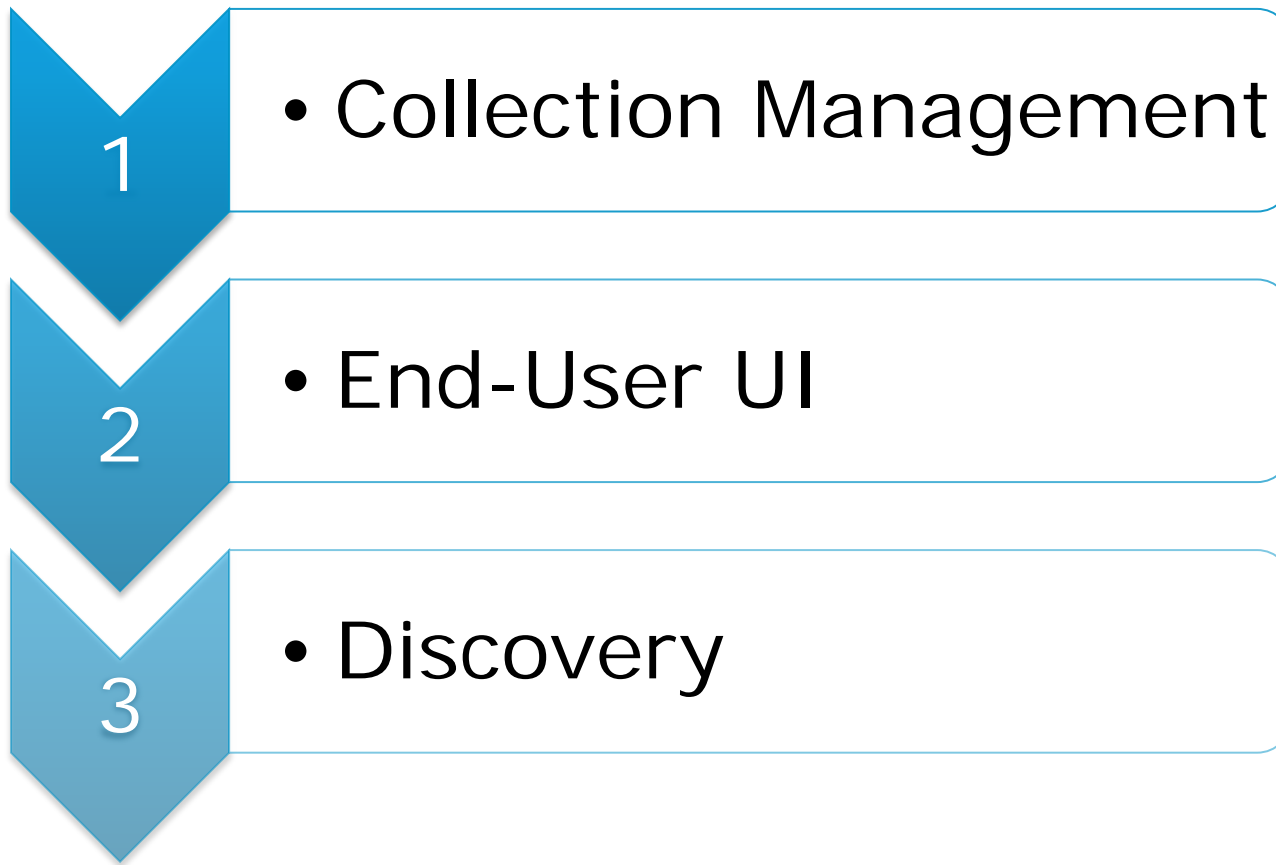 1
• Collection Management
2
• End-User UI
3
• Discovery